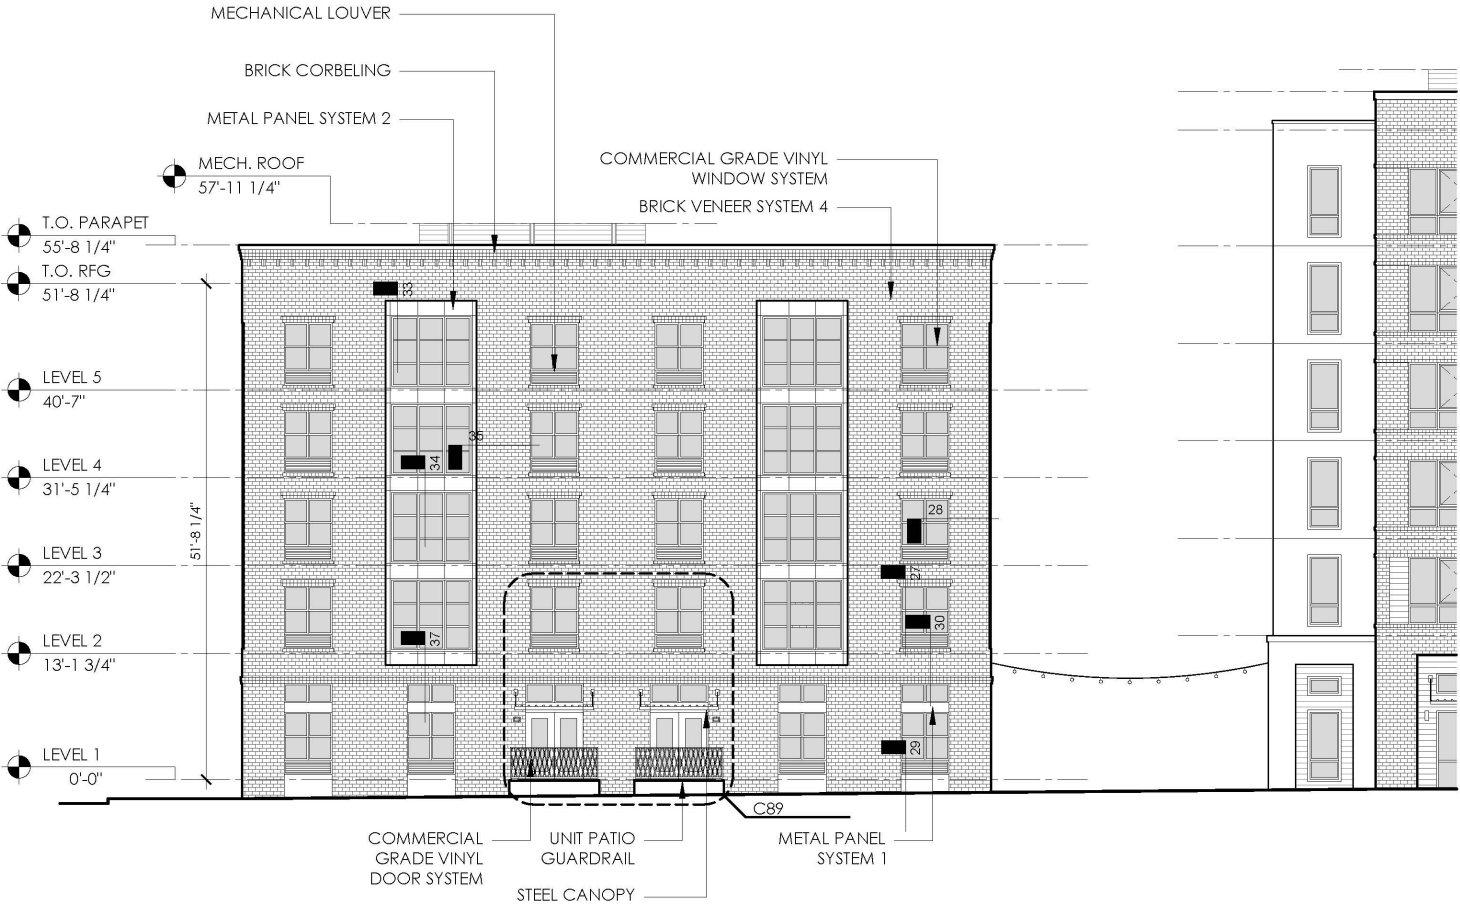 MECHANICAL LOUVER
BRICK CORBELING
METAL PANEL SYSTEM 2
MECH. ROOF
57'-11 1/4"
COMMERCIAL GRADE VINYL
WINDOW SYSTEM
BRICK VENEER SYSTEM 4
T.O. PARAPET
55'-8 1/4"
T.O. RFG
51'-8 1/4"
33
LEVEL 5
40'-7"
35
34
LEVEL 4
31'-5 1/4"
51'-8 1/4"
28
LEVEL 3
22'-3 1/2"
27
30
37
LEVEL 2
13'-1 3/4"
29
LEVEL 1
0'-0"
C89
COMMERCIAL
GRADE VINYL
DOOR SYSTEM
UNIT PATIO
GUARDRAIL
METAL PANEL
SYSTEM 1
STEEL CANOPY